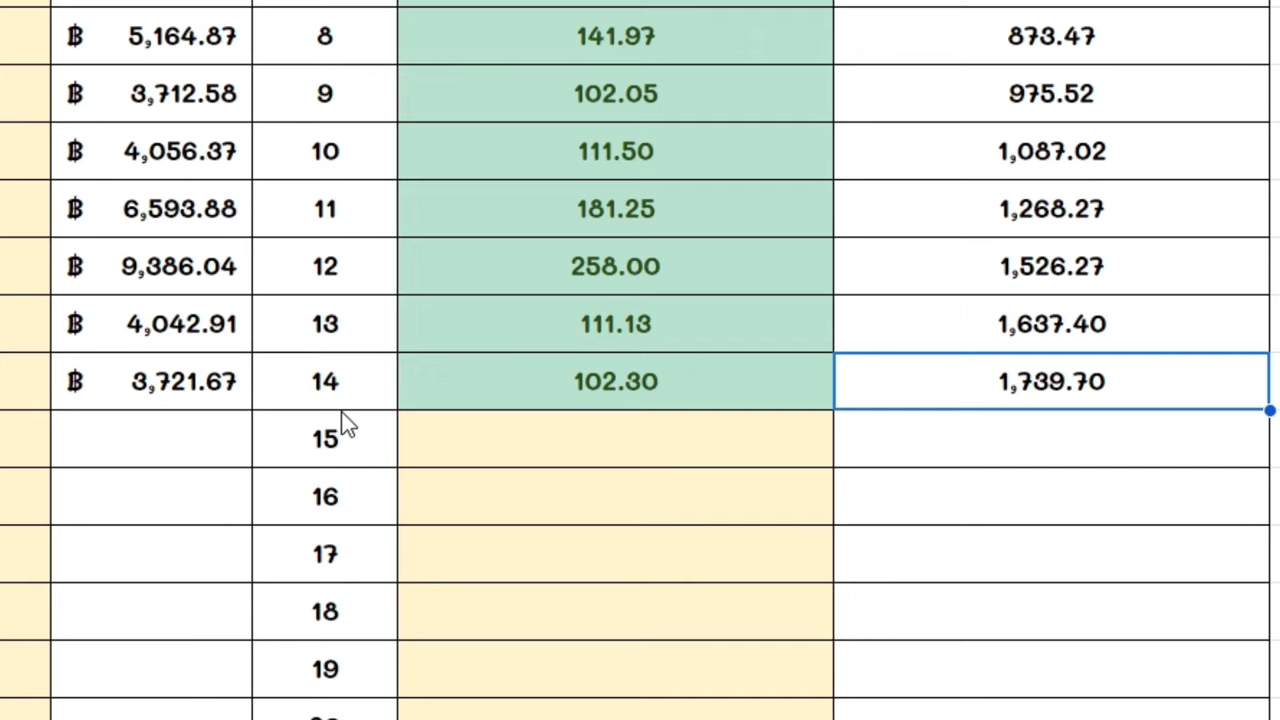 ฿ 5,164.87 8 141.97 873.47
฿ 3,712.58 9 102.05 975.52
฿ 4,056.37 10 111.50 1,087.02
฿ 6,593.88 11 181.25 1,268.27
฿ 9,386.04 12 258.00 1,526.27
฿ 4,042.91 13 111.13 1,637.40
฿ 3,721.67 14 102.30 1,739.70
15
16
17
18
19